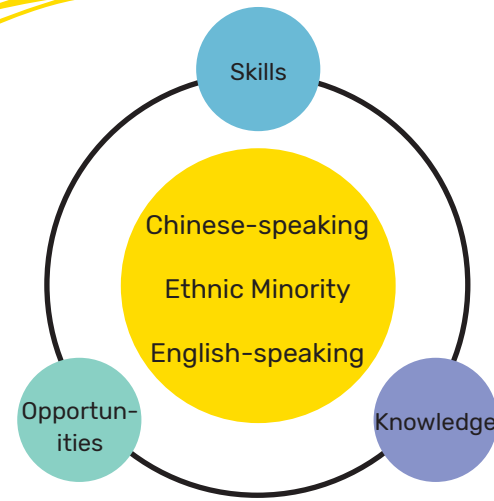 Skills
Chinese-speaking
Ethnic Minority
English-speaking
Opportun-
ities
Knowledge